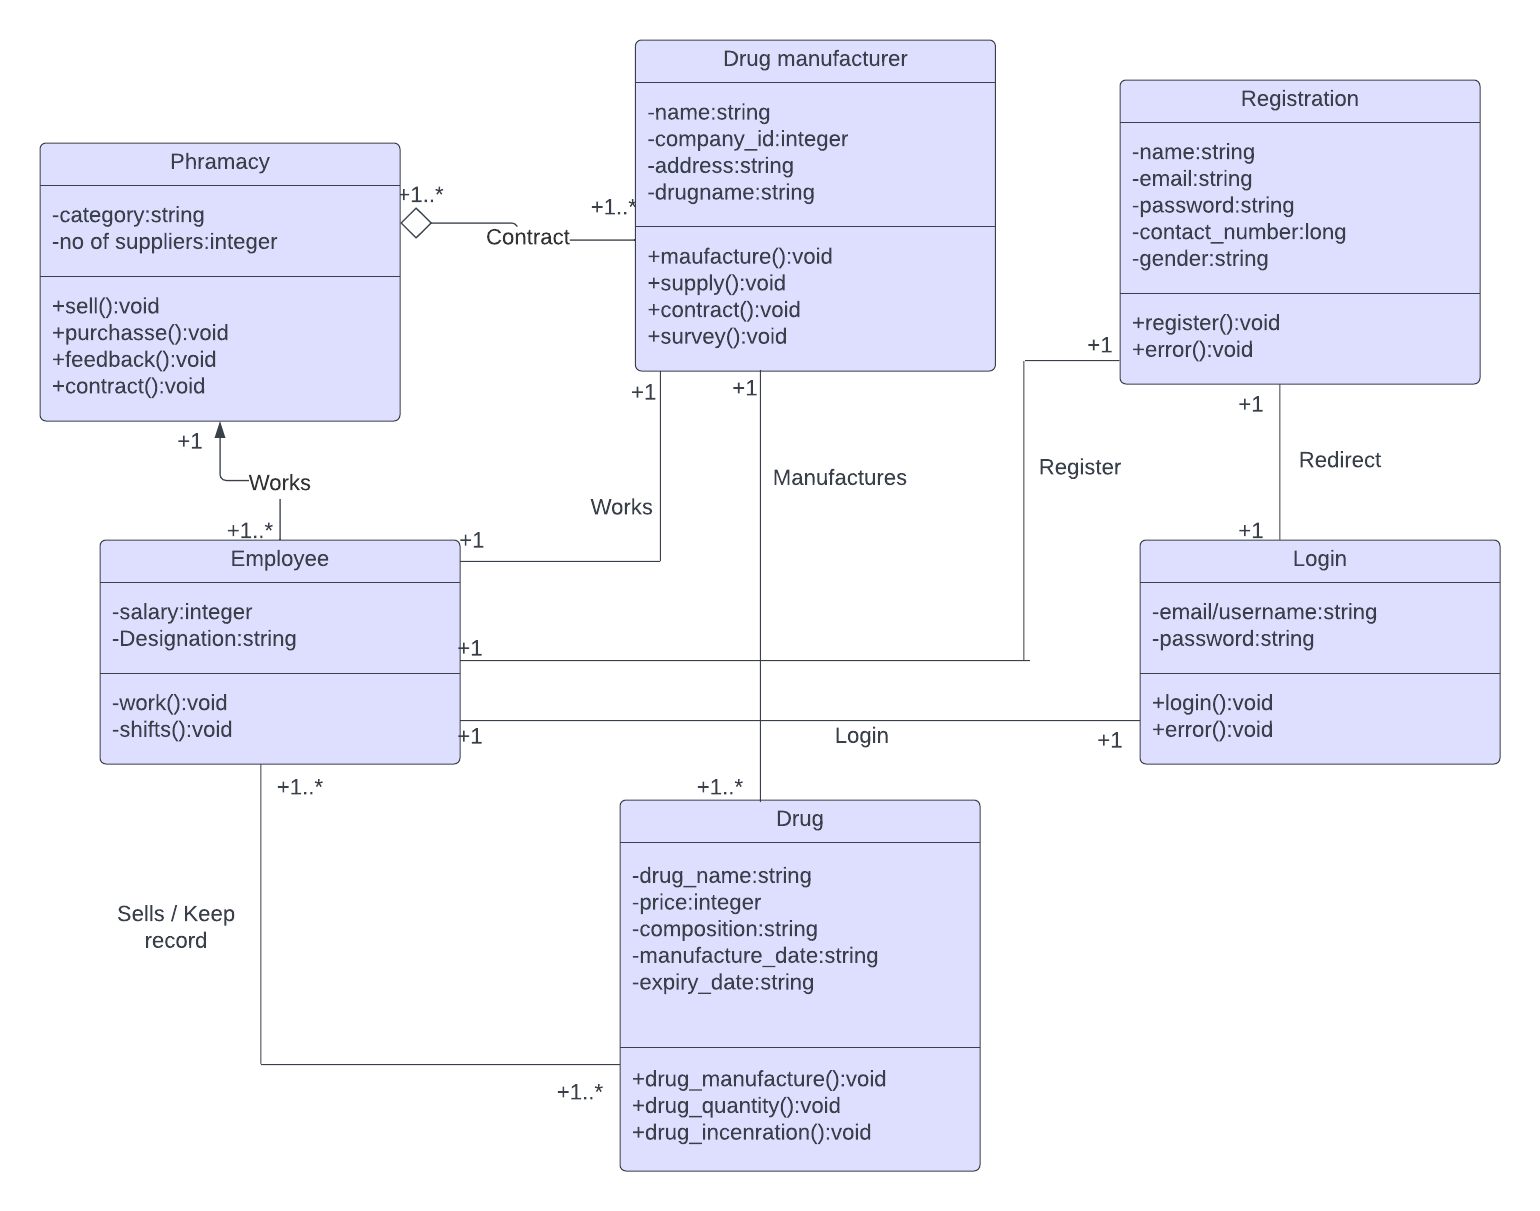 Drug manufacturer
-name:string
-company_id:integer
-address:string
-drugname:string
+maufacture():void
+supply():void
+contract():void
+survey():void
Registration
-name:string
-email:string
-password:string
-contact_number:long
-gender:string
+register():void
+error():void
Phramacy
-category:string
-no of suppliers:integer
+sell():void
+purchasse():void
+feedback():void
+contract():void
+1..*
Contract
+1..*
+1
Works
+1..*
+1
Works
+1
+1
Manufactures
+1..*
+1
Register
+1
+1
Redirect
+1
Employee
-salary:integer
-Designation:string
-work():void
-shifts():void
Login
-email/username:string
-password:string
+login():void
+error():void
+1
Login
+1
+1..*
Sells / Keep
record
+1..*
Drug
-drug_name:string
-price:integer
-composition:string
-manufacture_date:string
-expiry_date:string
+drug_manufacture():void
+drug_quantity():void
+drug_incenration():void